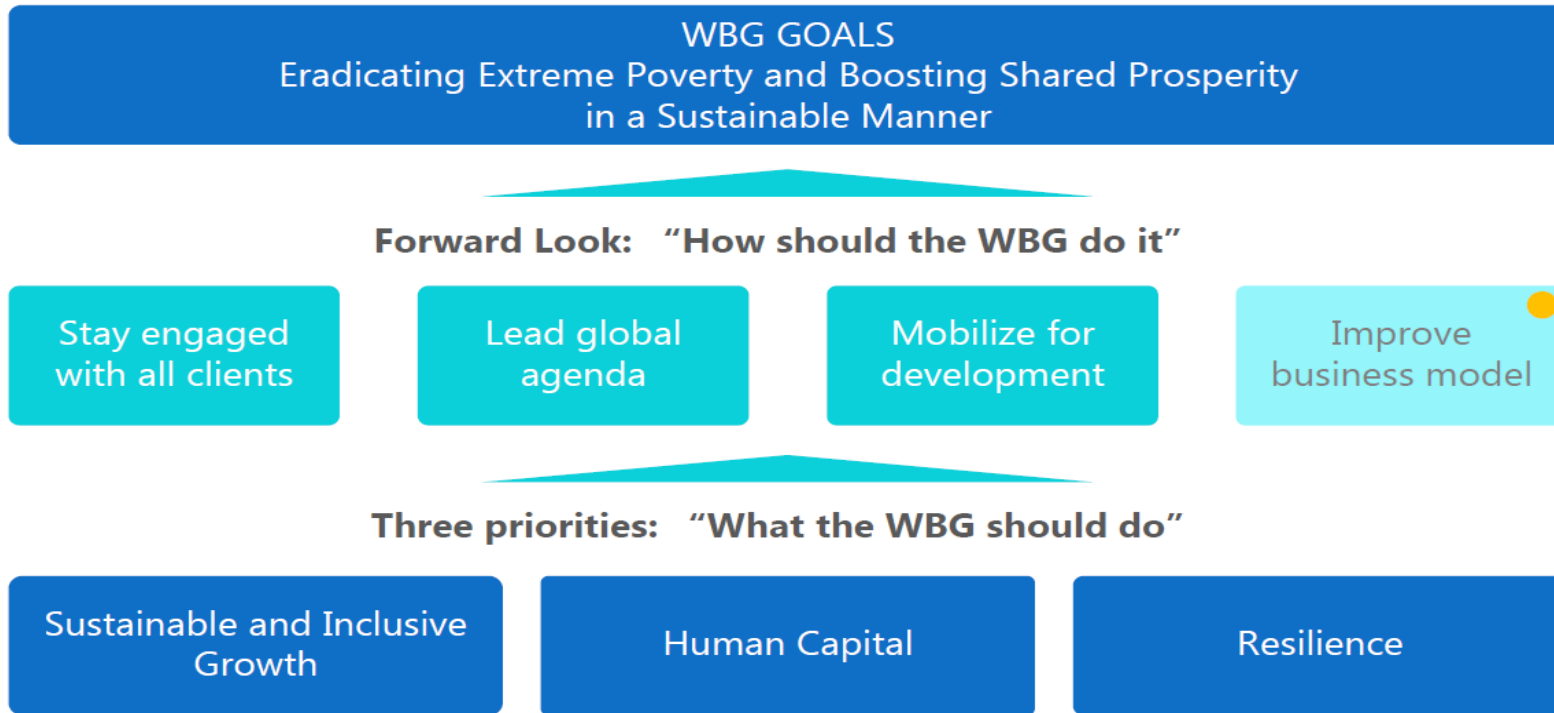 WBG GOALS
Eradicating Extreme Poverty and Boosting Shared Prosperity
in a Sustainable Manner
Forward Look: “How should the WBG do it”
Stay engaged
with all clients
Lead global
agenda
Mobilize for
development
Improve
business model
Three priorities: “What the WBG should do”
Sustainable and Inclusive
Growth
Human Capital
Resilience